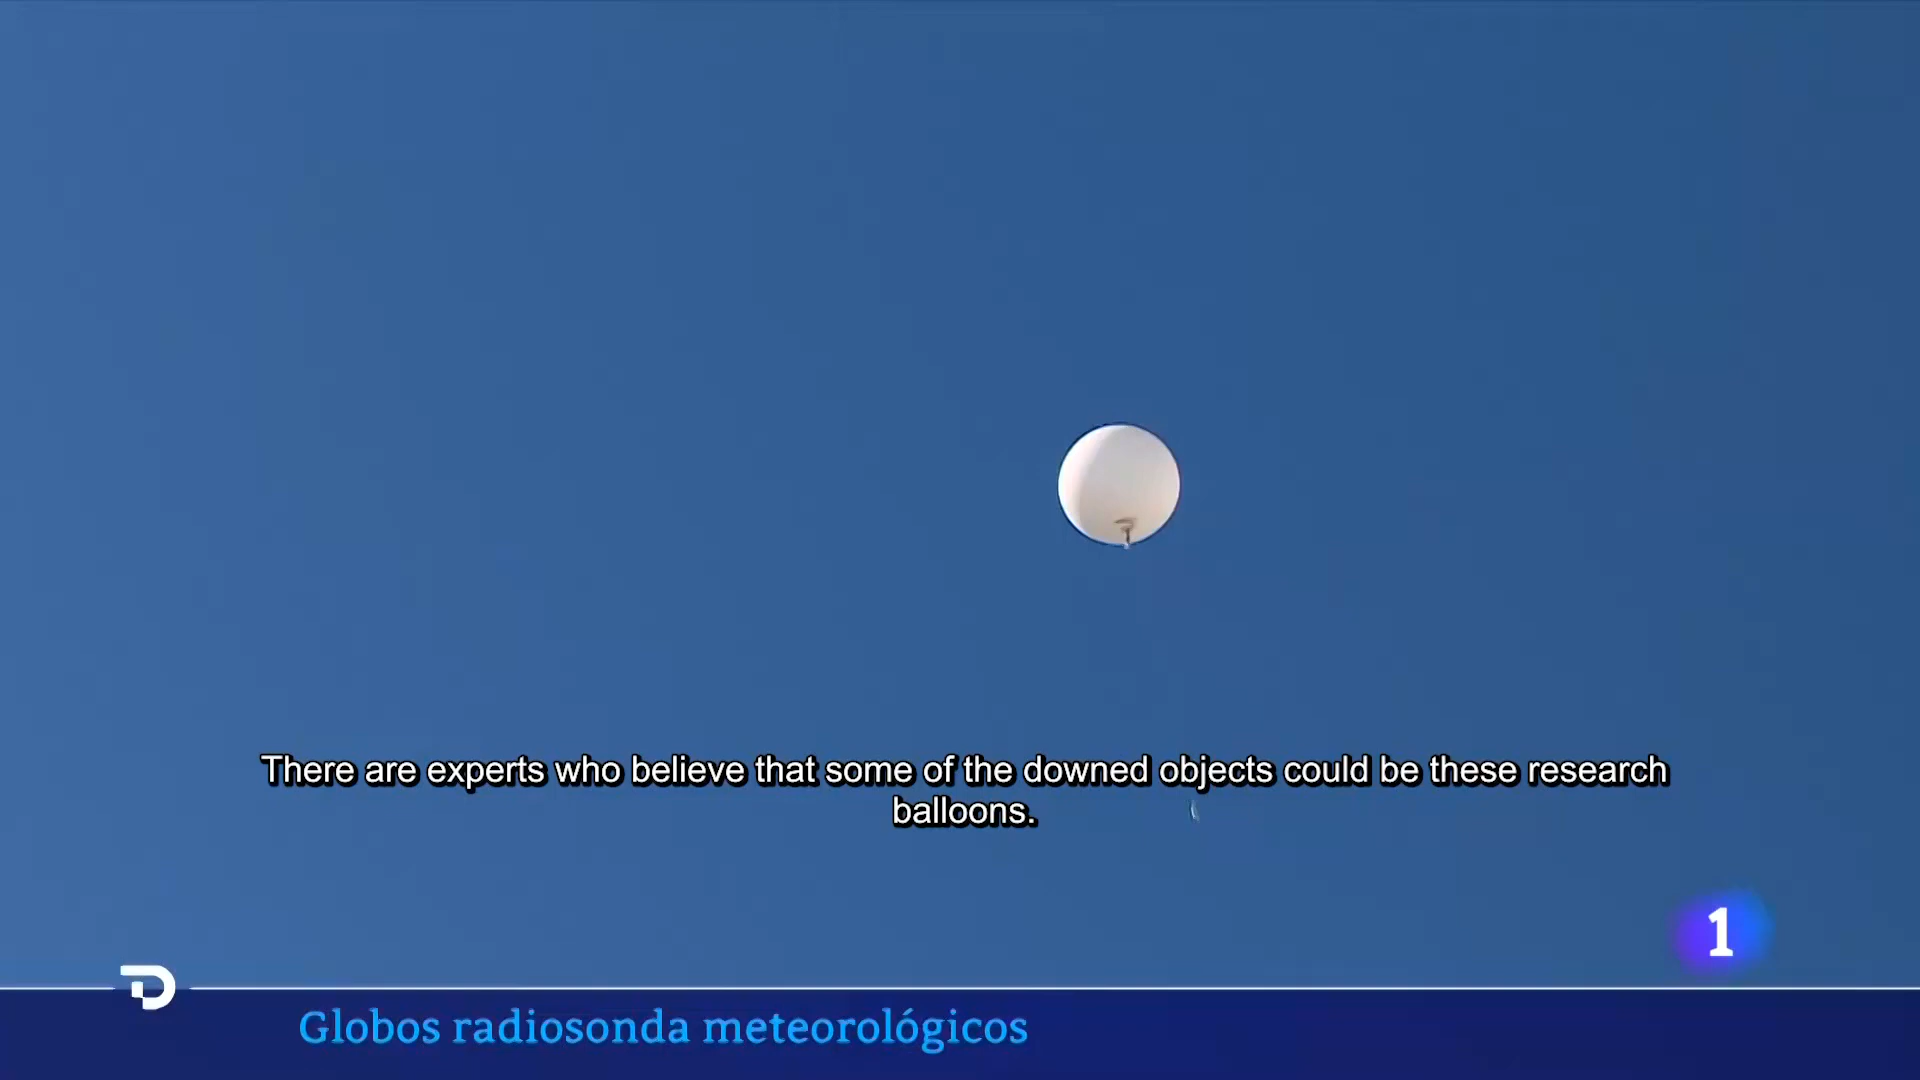 There are experts who believe that some of the downed objects could be these research
balloons.
1
Globos radiosonda meteorológicos